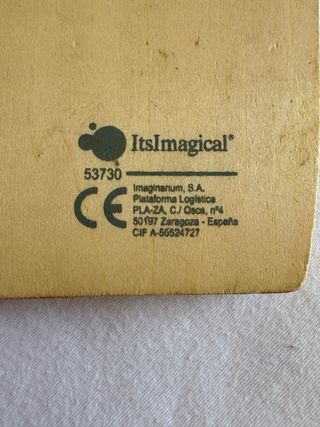 ItsImagical®
53730
CE
Imaginarium, S.A.
Plataforma Logística
PLA-ZA, C./ Osca, nº4
50197 Zaragoza - España
CIF A-50524727